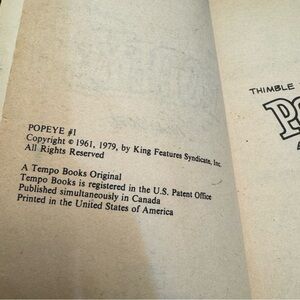 POPEYE #1
Copyright © 1961, 1979, by King Features Syndicate, Inc.
All Rights Reserved
A Tempo Books Original
Tempo Books is registered in the U.S. Patent Office
Published simultaneously in Canada
Printed in the United States of America
THIMBLE